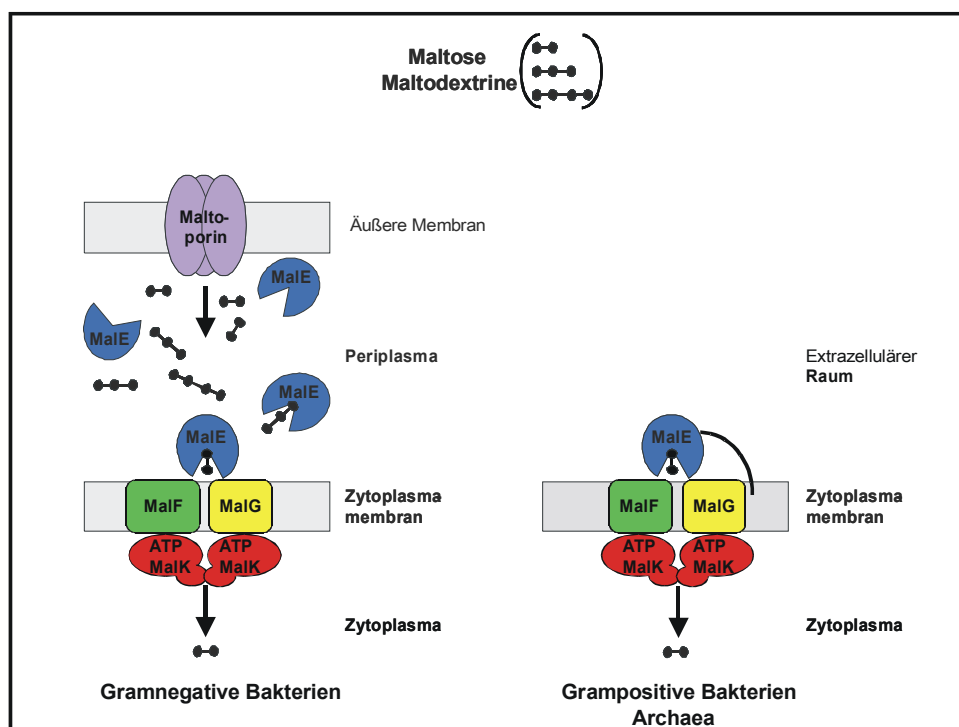 Maltose
Maltodextrine
Malto-
porin
Äußere Membran
MalE
MalE
Periplasma
MalE
Extrazellulärer
Raum
MalE
MalE
MalF
MalG
Zytoplasma-
membran
MalF
MalG
Zytoplasma
membran
ATP
MalK
ATP
MalK
ATP
MalK
ATP
MalK
Zytoplasma
Zytoplasma
Gramnegative Bakterien
Grampositive Bakterien
Archaea